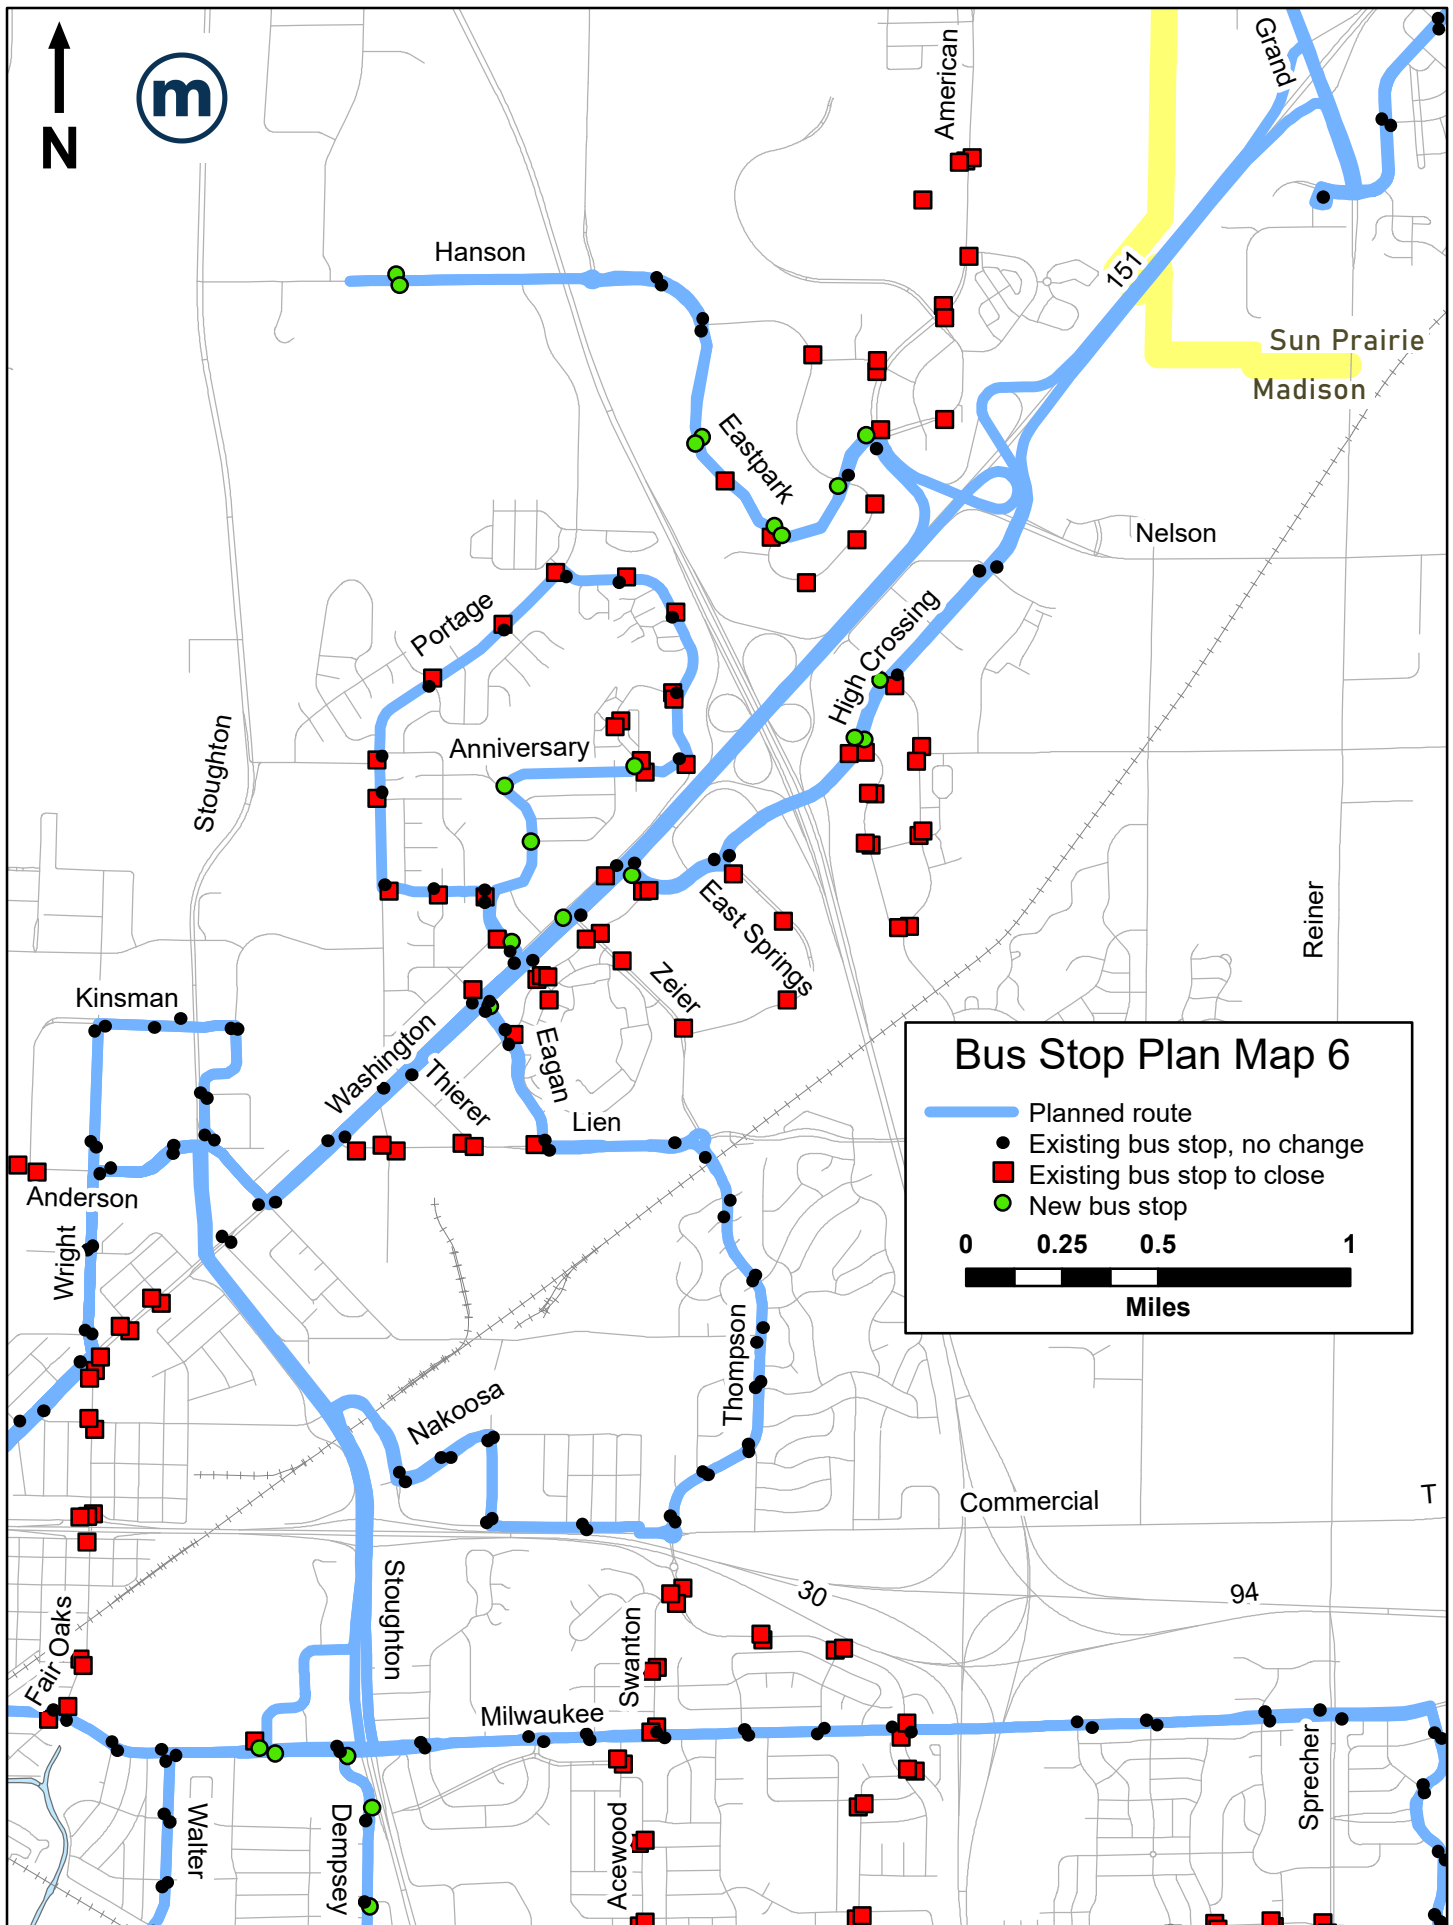 N
m
Grand
American
Hanson
151
Sun Prairie
Madison
Eastpark
Nelson
Portage
High Crossing
Stoughton
Anniversary
East Springs
Reiner
Zeier
Kinsman
Washington
Eagan
Thierer
Lien
Anderson
Wright
Bus Stop Plan Map 6
Planned route
Existing bus stop, no change
Existing bus stop to close
New bus stop
0 0.25 0.5 1
Miles
Thompson
Nakoosa
Commercial
T
Stoughton
30
94
Fair Oaks
Swanton
Milwaukee
Sprecher
Walter
Dempsey
Acewood